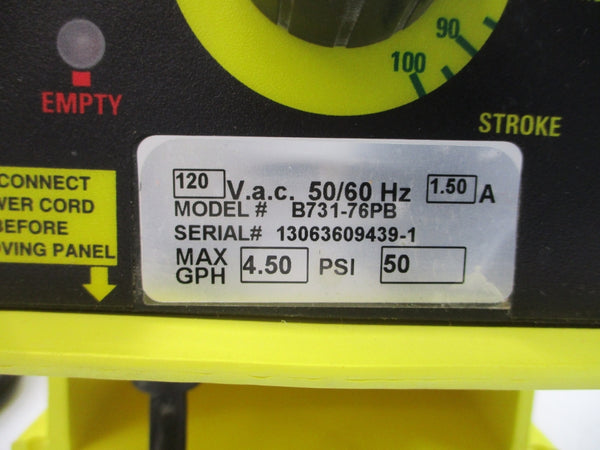 90
100
EMPTY
STROKE
CONNECT
WER CORD
BEFORE
OVING PANEL
120 V.a.c. 50/60 Hz 1.50 A
MODEL # B731-76PB
SERIAL# 13063609439-1
MAX GPH 4.50 PSI 50